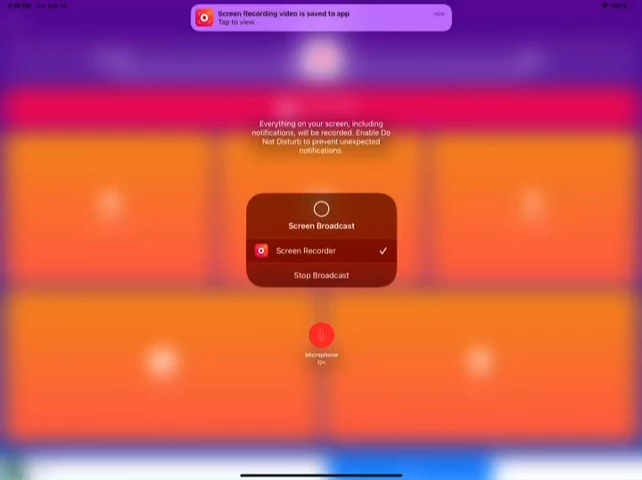 Screen Recording video is saved to app
now
Tap to view
Everything on your screen, including
notifications, will be recorded. Enable Do
Not Disturb to prevent unexpected
notifications.
Screen Broadcast
Screen Recorder
Stop Broadcast
Microphone
On